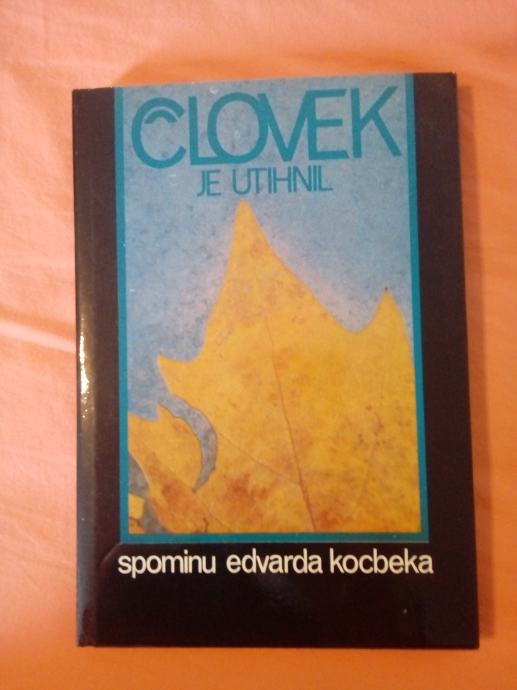 ČLOVEK
JE UTIHNIL
spominu edvarda kocbeka